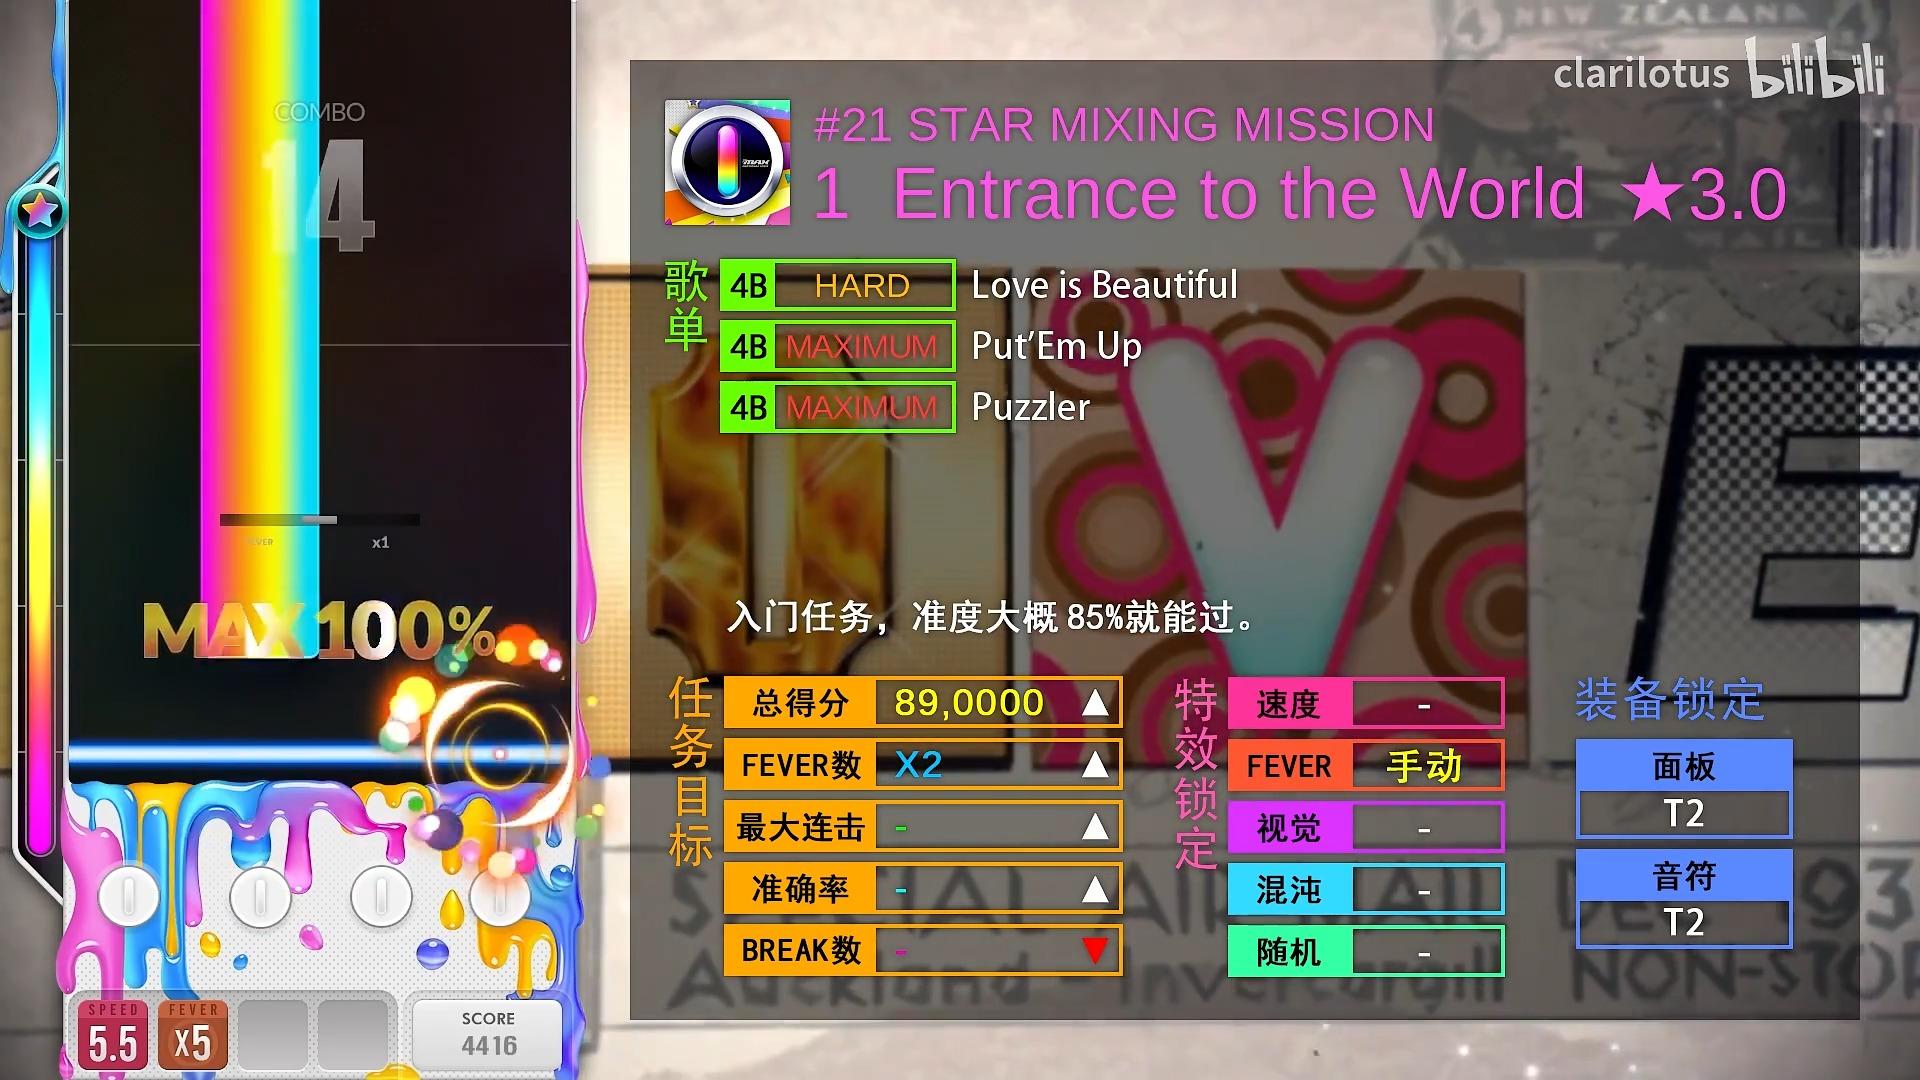 NEW ZEALAND
clarilotus bilibili
COMBO
14
#21 STAR MIXING MISSION
1 Entrance to the World ★3.0
歌单
4B HARD Love is Beautiful
4B MAXIMUM Put'Em Up
4B MAXIMUM Puzzler
x1
MAX 100%
入门任务，准度大概 85%就能过。
任务目标
总得分 89,0000 ▲
FEVER数 X2 ▲
最大连击 - ▲
准确率 - ▲
BREAK数 - ▼
特效锁定
速度 -
FEVER 手动
视觉 -
混沌 -
随机 -
装备锁定
面板
T2
音符
T2
Invercargill
NON-STO
SPEED
5.5
FEVER
X5
SCORE
4416